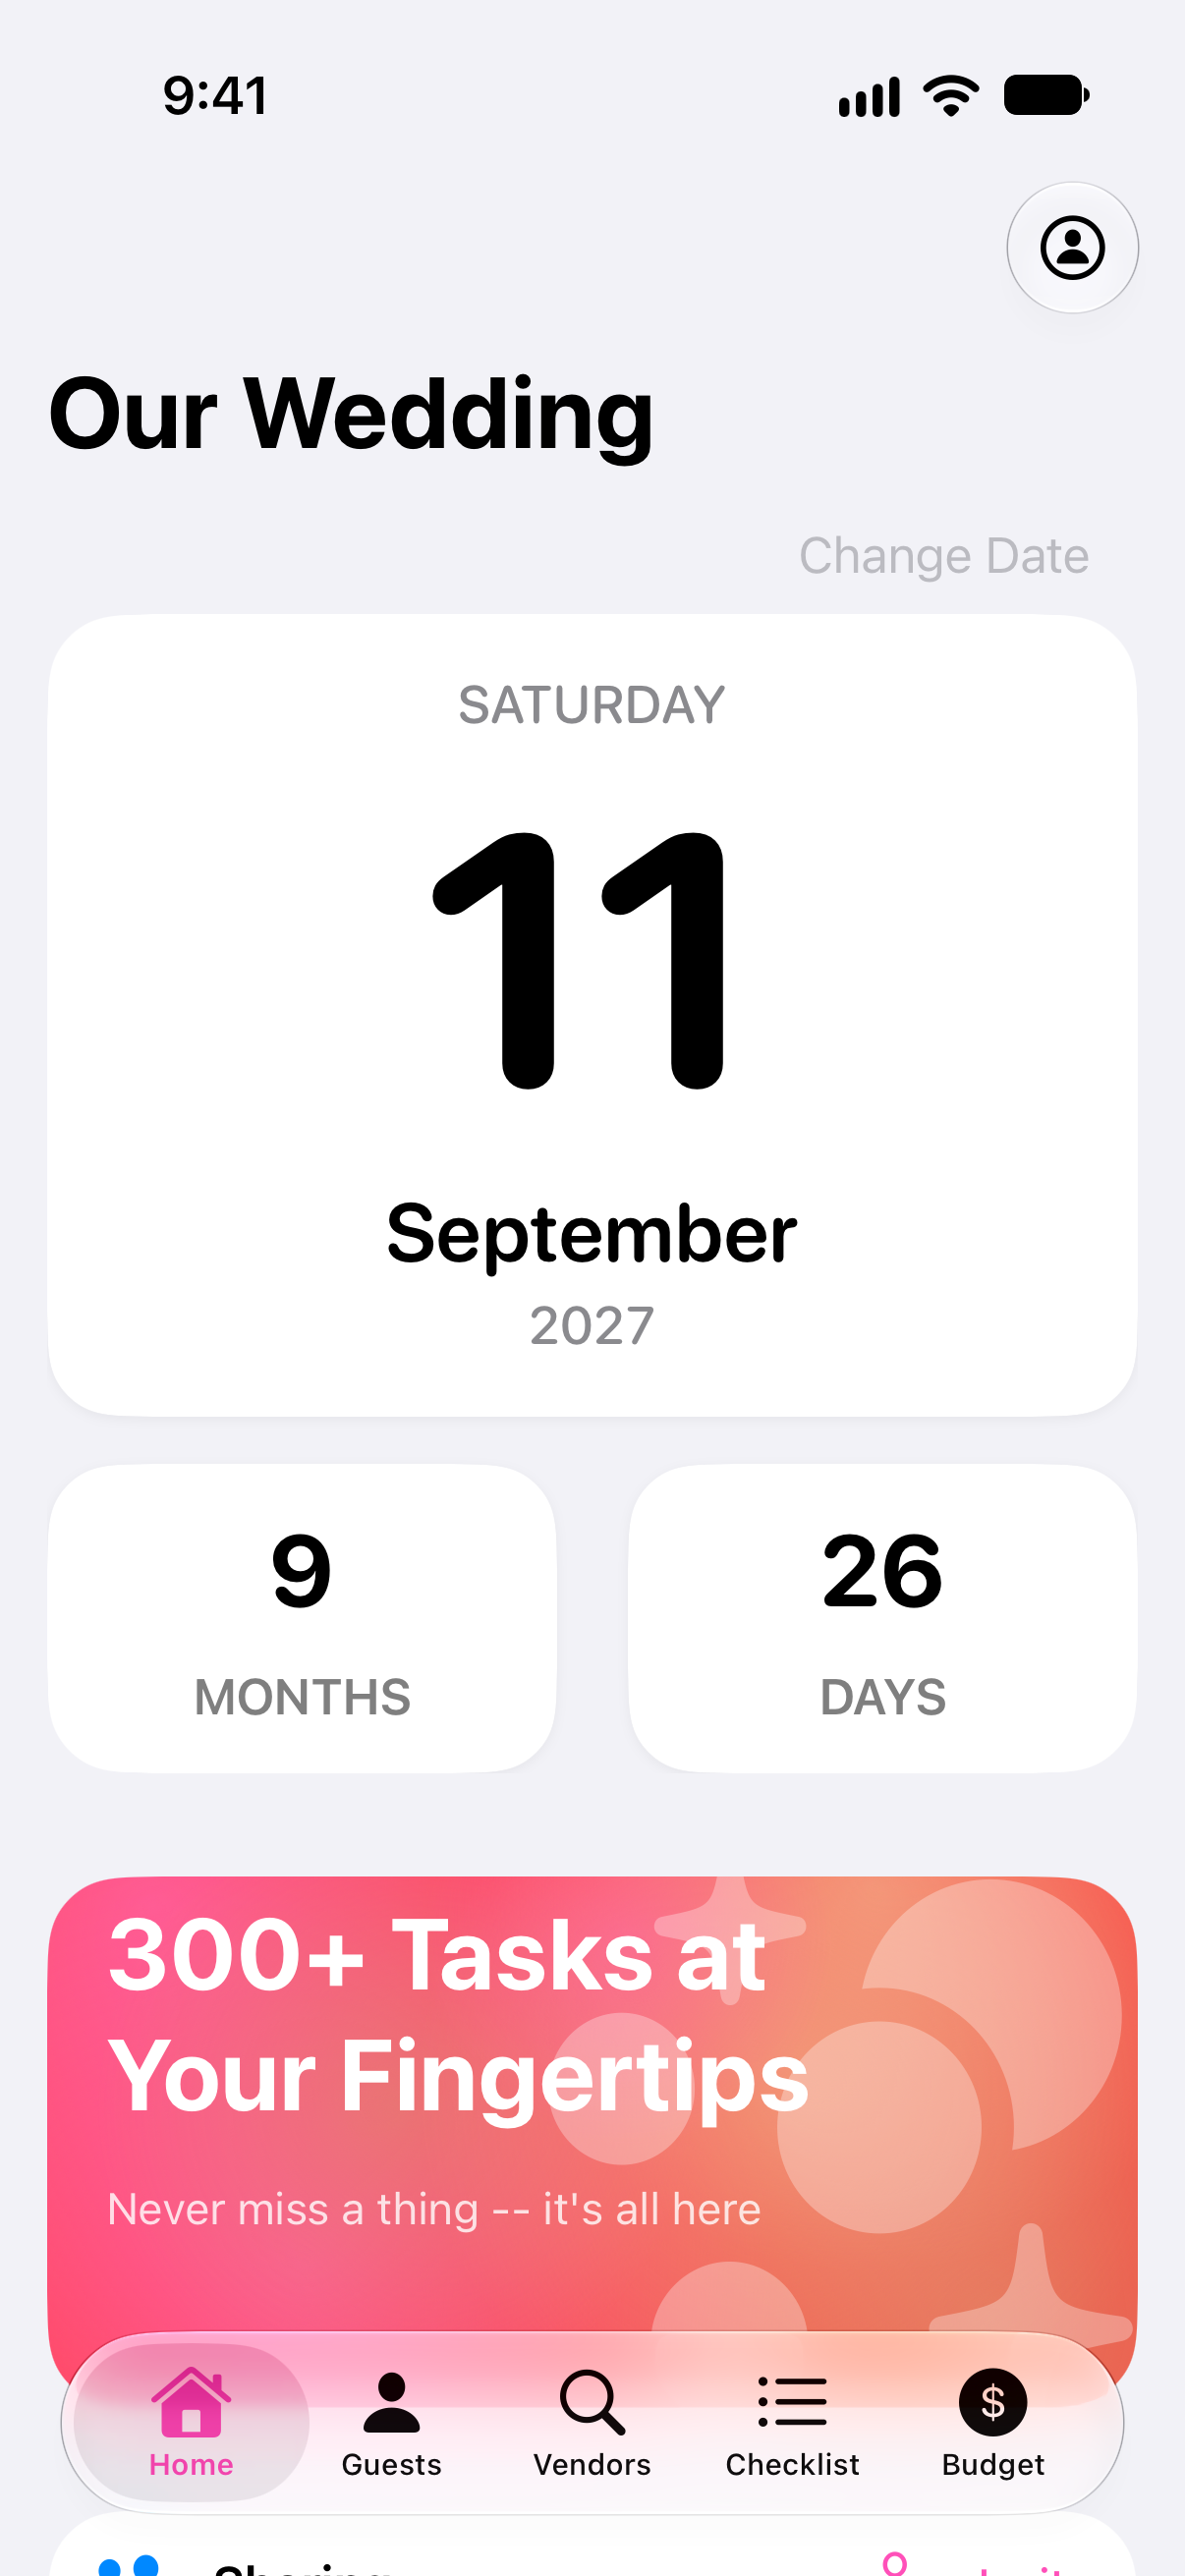 9:41
Our Wedding
Change Date
SATURDAY
11
September
2027
9
MONTHS
26
DAYS
300+ Tasks at
Your Fingertips
Never miss a thing -- it's all here
$
Home
Guests
Vendors
Checklist
Budget